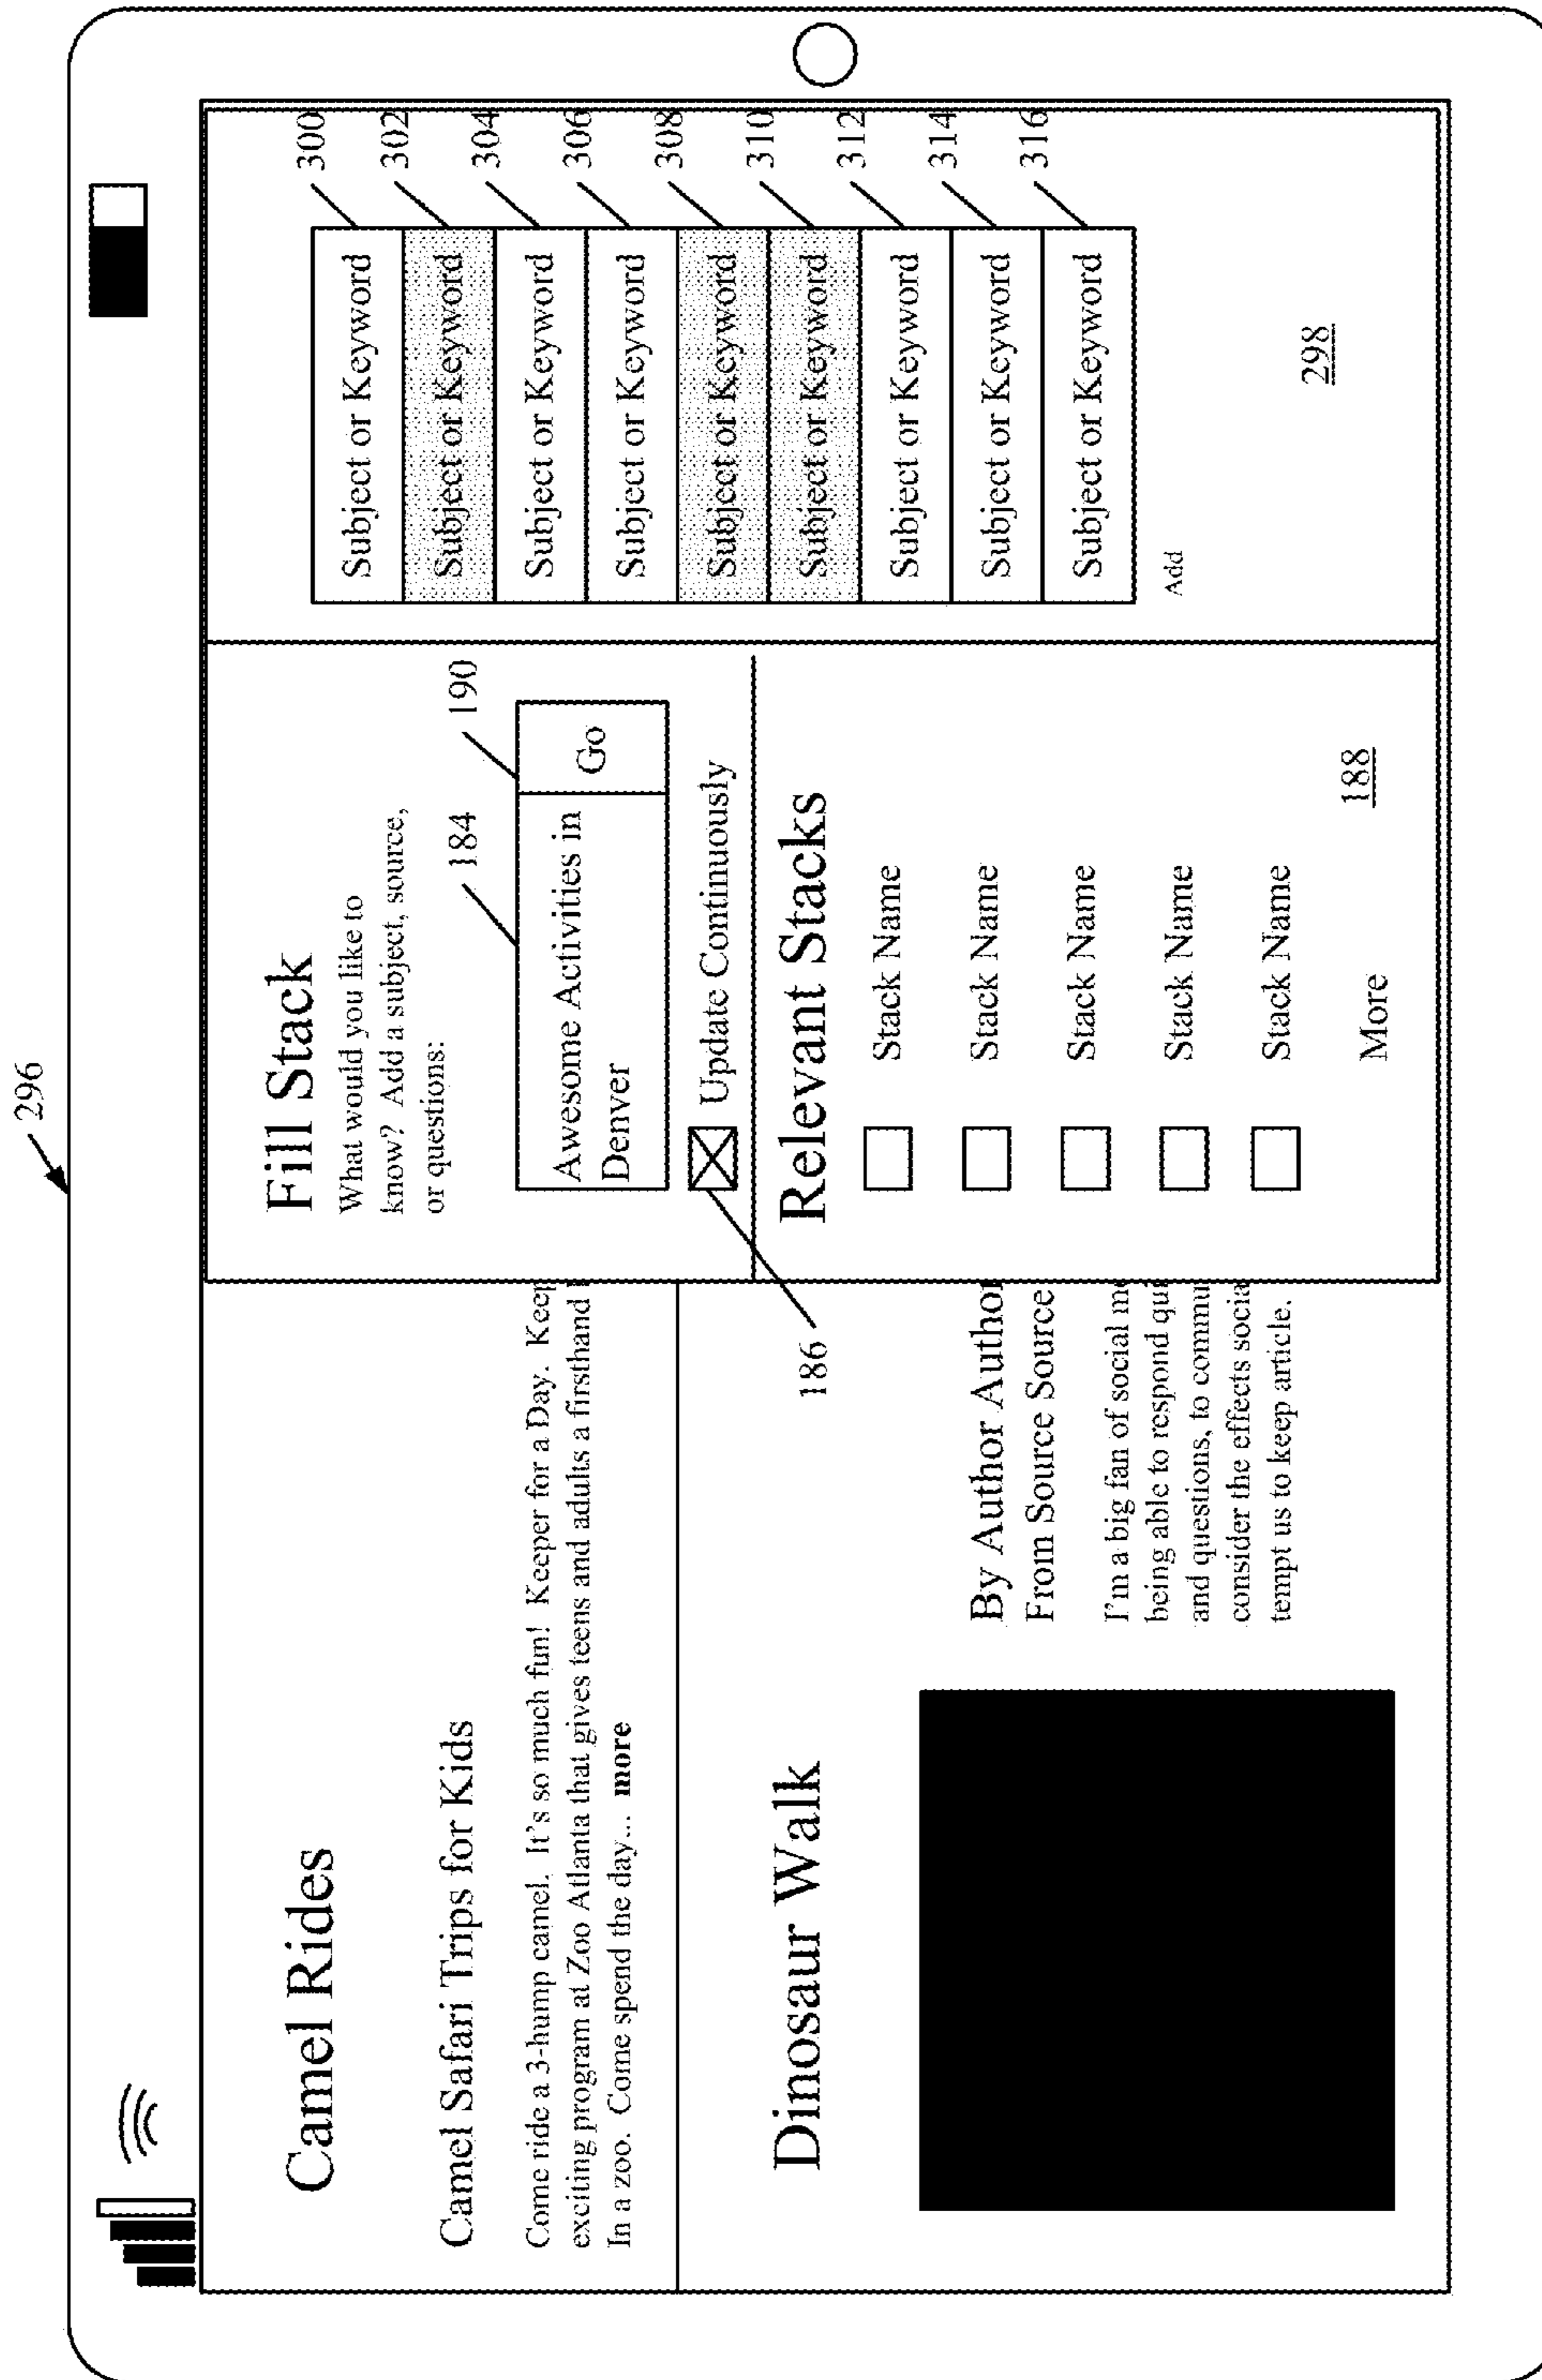 296
Camel Rides
Camel Safari Trips for Kids
Come ride a 3-hump camel. It's so much fun! Keeper for a Day. Keep
exciting program at Zoo Atlanta that gives teens and adults a firsthand
In a zoo. Come spend the day... more
Dinosaur Walk
By Author Author
From Source Source
I'm a big fan of social me
being able to respond qui
and questions, to commu
consider the effects socia
tempt us to keep article.
Fill Stack
What would you like to
know? Add a subject, source,
or questions:
184
190
Awesome Activities in
Denver
Go
Update Continuously
186
Relevant Stacks
Stack Name
Stack Name
Stack Name
Stack Name
Stack Name
More
188
Subject or Keyword 300
Subject or Keyword 302
Subject or Keyword 304
Subject or Keyword 306
Subject or Keyword 308
Subject or Keyword 310
Subject or Keyword 312
Subject or Keyword 314
Subject or Keyword 316
Add
298